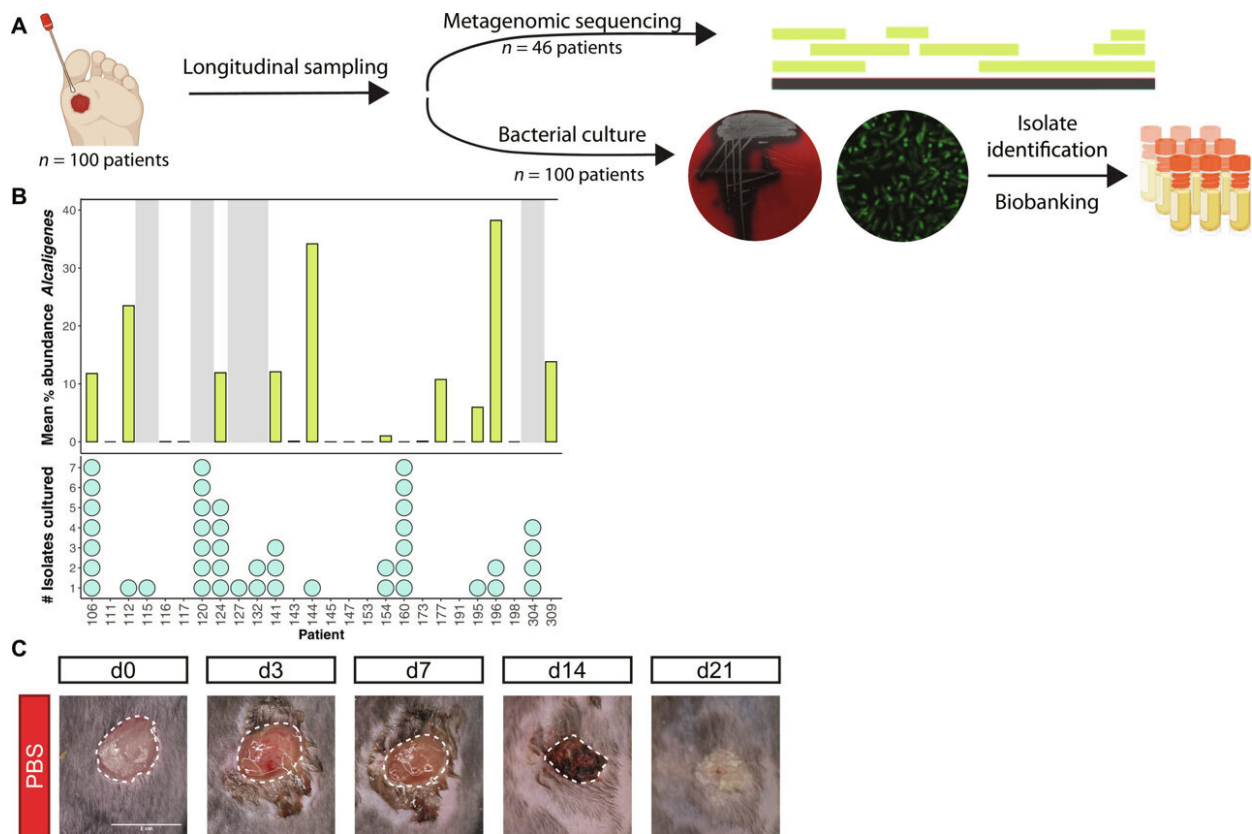 A
n = 100 patients
Longitudinal sampling
Metagenomic sequencing
n = 46 patients
Bacterial culture
n = 100 patients
Isolate
identification
Biobanking
B
Mean % abundance Alcaligenes
40
30
20
10
0
# Isolates cultured
7
6
5
4
3
2
1
106 111 112 115 116 117 120 124 127 132 141 143 144 145 147 153 154 160 173 177 191 195 196 198 304 309
Patient
C
d0 d3 d7 d14 d21
PBS
1 cm